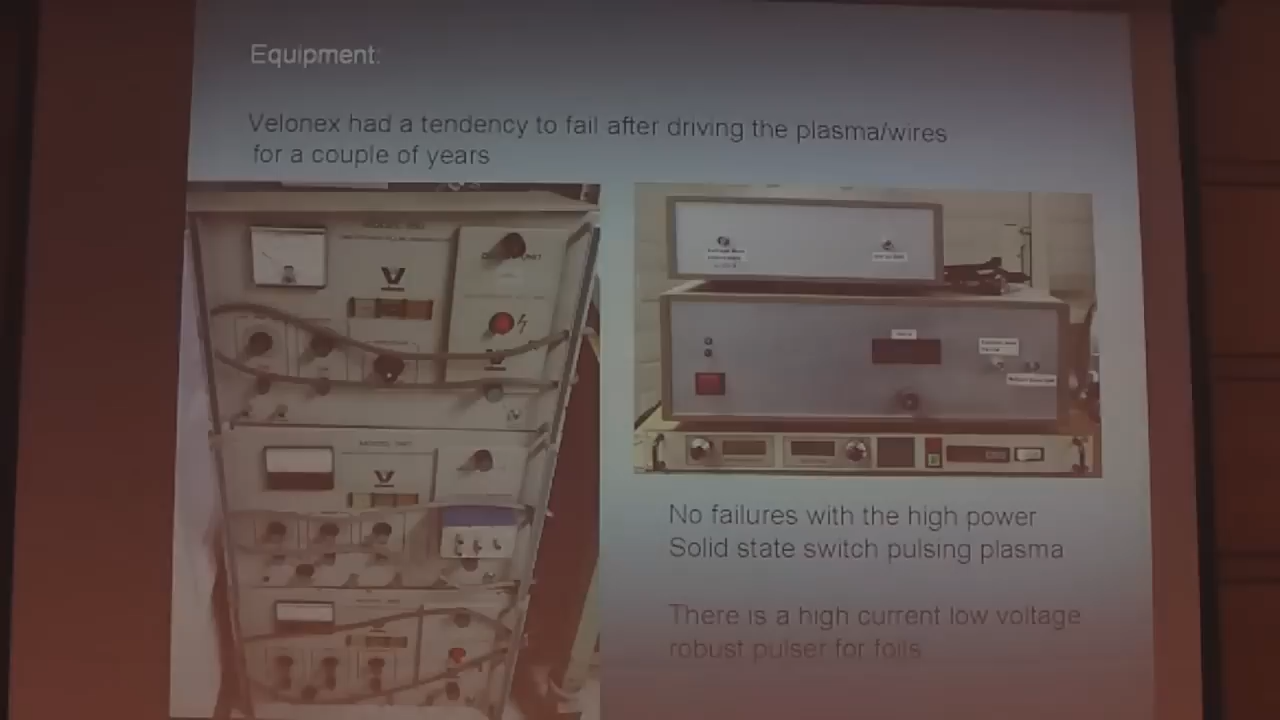 Equipment:
Velonex had a tendency to fail after driving the plasma/wires
for a couple of years
No failures with the high power
Solid state switch pulsing plasma
There is a high current low voltage
robust pulser for foils